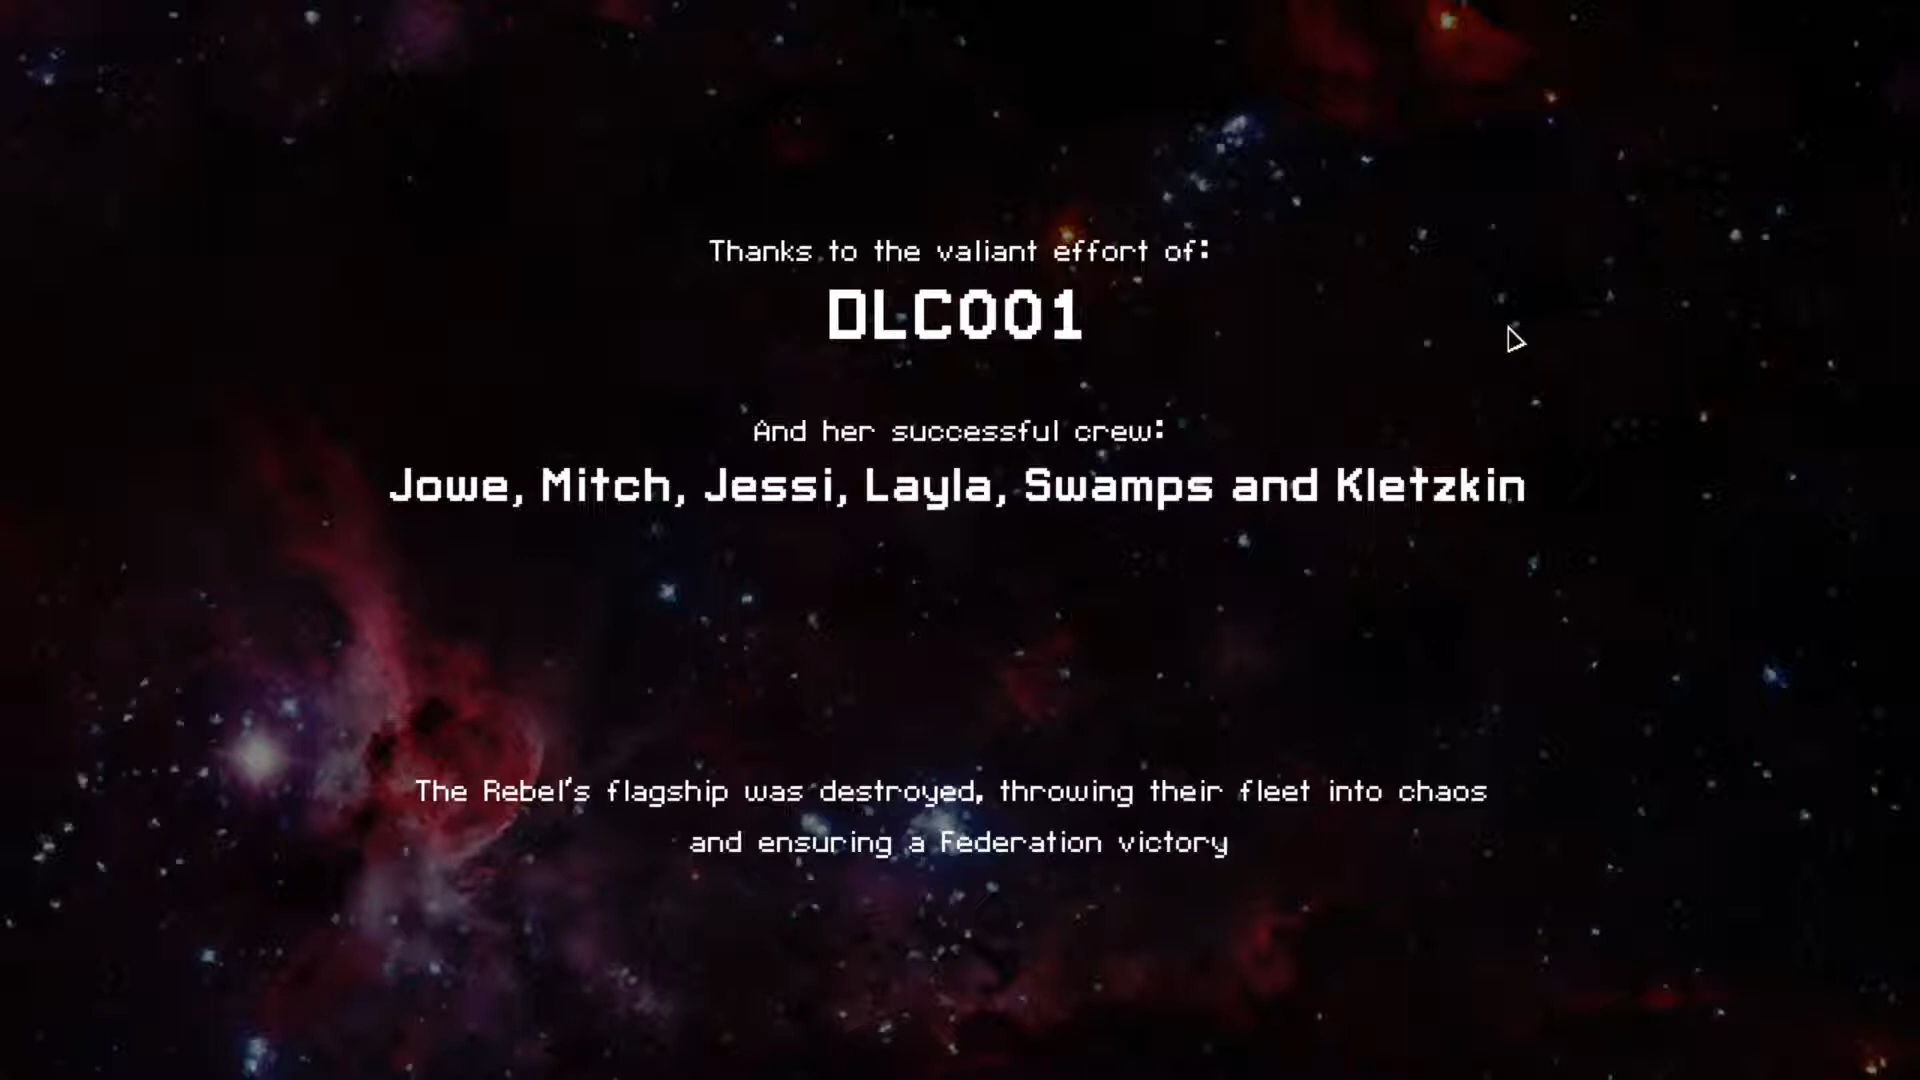 Thanks to the valiant effort of:
DLC001
And her successful crew:
Jowe, Mitch, Jessi, Layla, Swamps and Kletzkin
The Rebel's flagship was destroyed, throwing their fleet into chaos
and ensuring a Federation victory